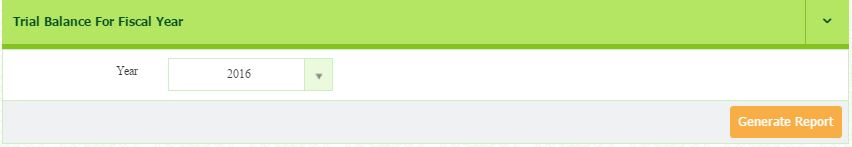 Trial Balance For Fiscal Year
Year 2016
Generate Report